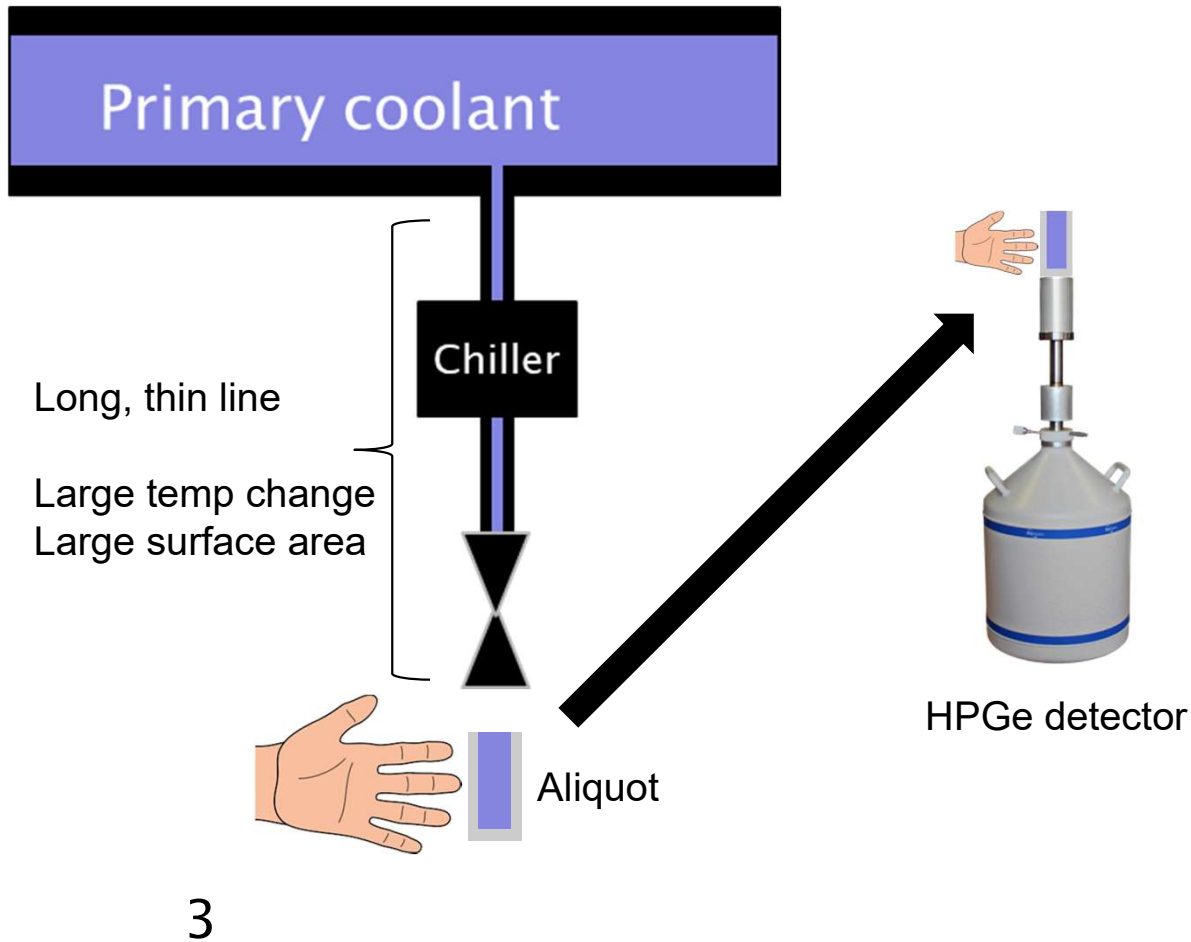 Primary coolant
Chiller
Long, thin line
Large temp change
Large surface area
HPGe detector
Aliquot
3